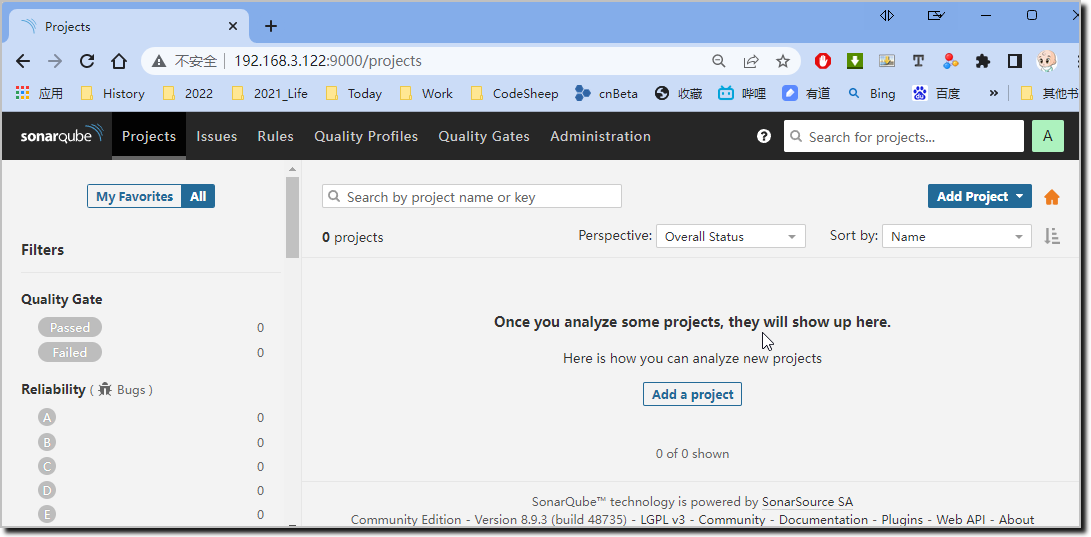 Projects
不安全 192.168.3.122:9000/projects
应用 History 2022 2021_Life Today Work CodeSheep cnBeta 收藏 哔哩 有道 Bing 百度 » 其他书
sonarqube Projects Issues Rules Quality Profiles Quality Gates Administration ? Search for projects... A
My Favorites All
Search by project name or key
Add Project
0 projects
Perspective: Overall Status
Sort by: Name
Filters
Quality Gate
Passed 0
Failed 0
Reliability ( Bugs )
A 0
B 0
C 0
D 0
E 0
Once you analyze some projects, they will show up here.
Here is how you can analyze new projects
Add a project
0 of 0 shown
SonarQube™ technology is powered by SonarSource SA
Community Edition - Version 8.9.3 (build 48735) - LGPL v3 - Community - Documentation - Plugins - Web API - About